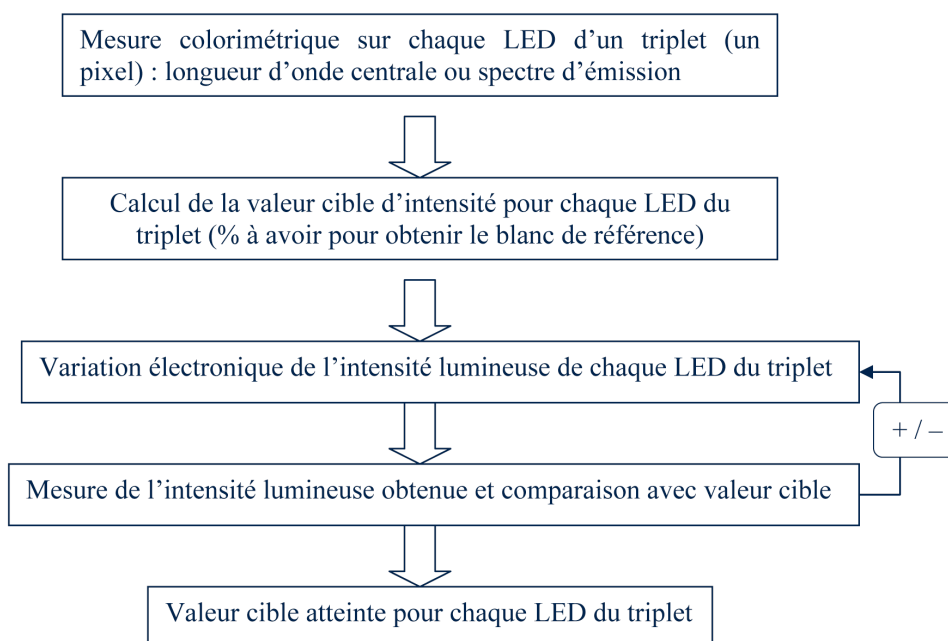 Mesure colorimétrique sur chaque LED d’un triplet (un
pixel) : longueur d’onde centrale ou spectre d’émission
Calcul de la valeur cible d’intensité pour chaque LED du
triplet (% à avoir pour obtenir le blanc de référence)
Variation électronique de l’intensité lumineuse de chaque LED du triplet
+ / –
Mesure de l’intensité lumineuse obtenue et comparaison avec valeur cible
Valeur cible atteinte pour chaque LED du triplet